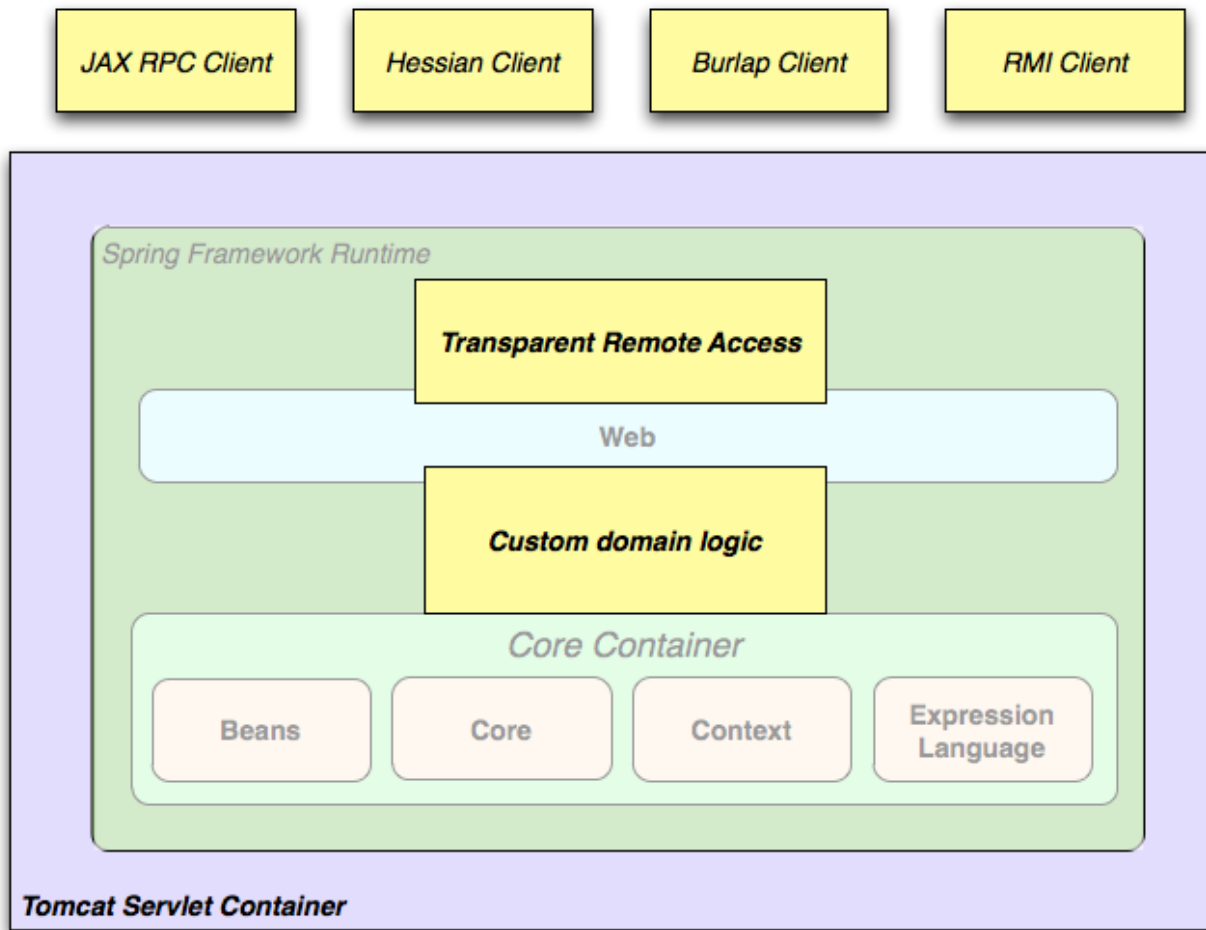 JAX RPC Client
Hessian Client
Burlap Client
RMI Client
Spring Framework Runtime
Transparent Remote Access
Web
Custom domain logic
Core Container
Beans
Core
Context
Expression
Language
Tomcat Servlet Container